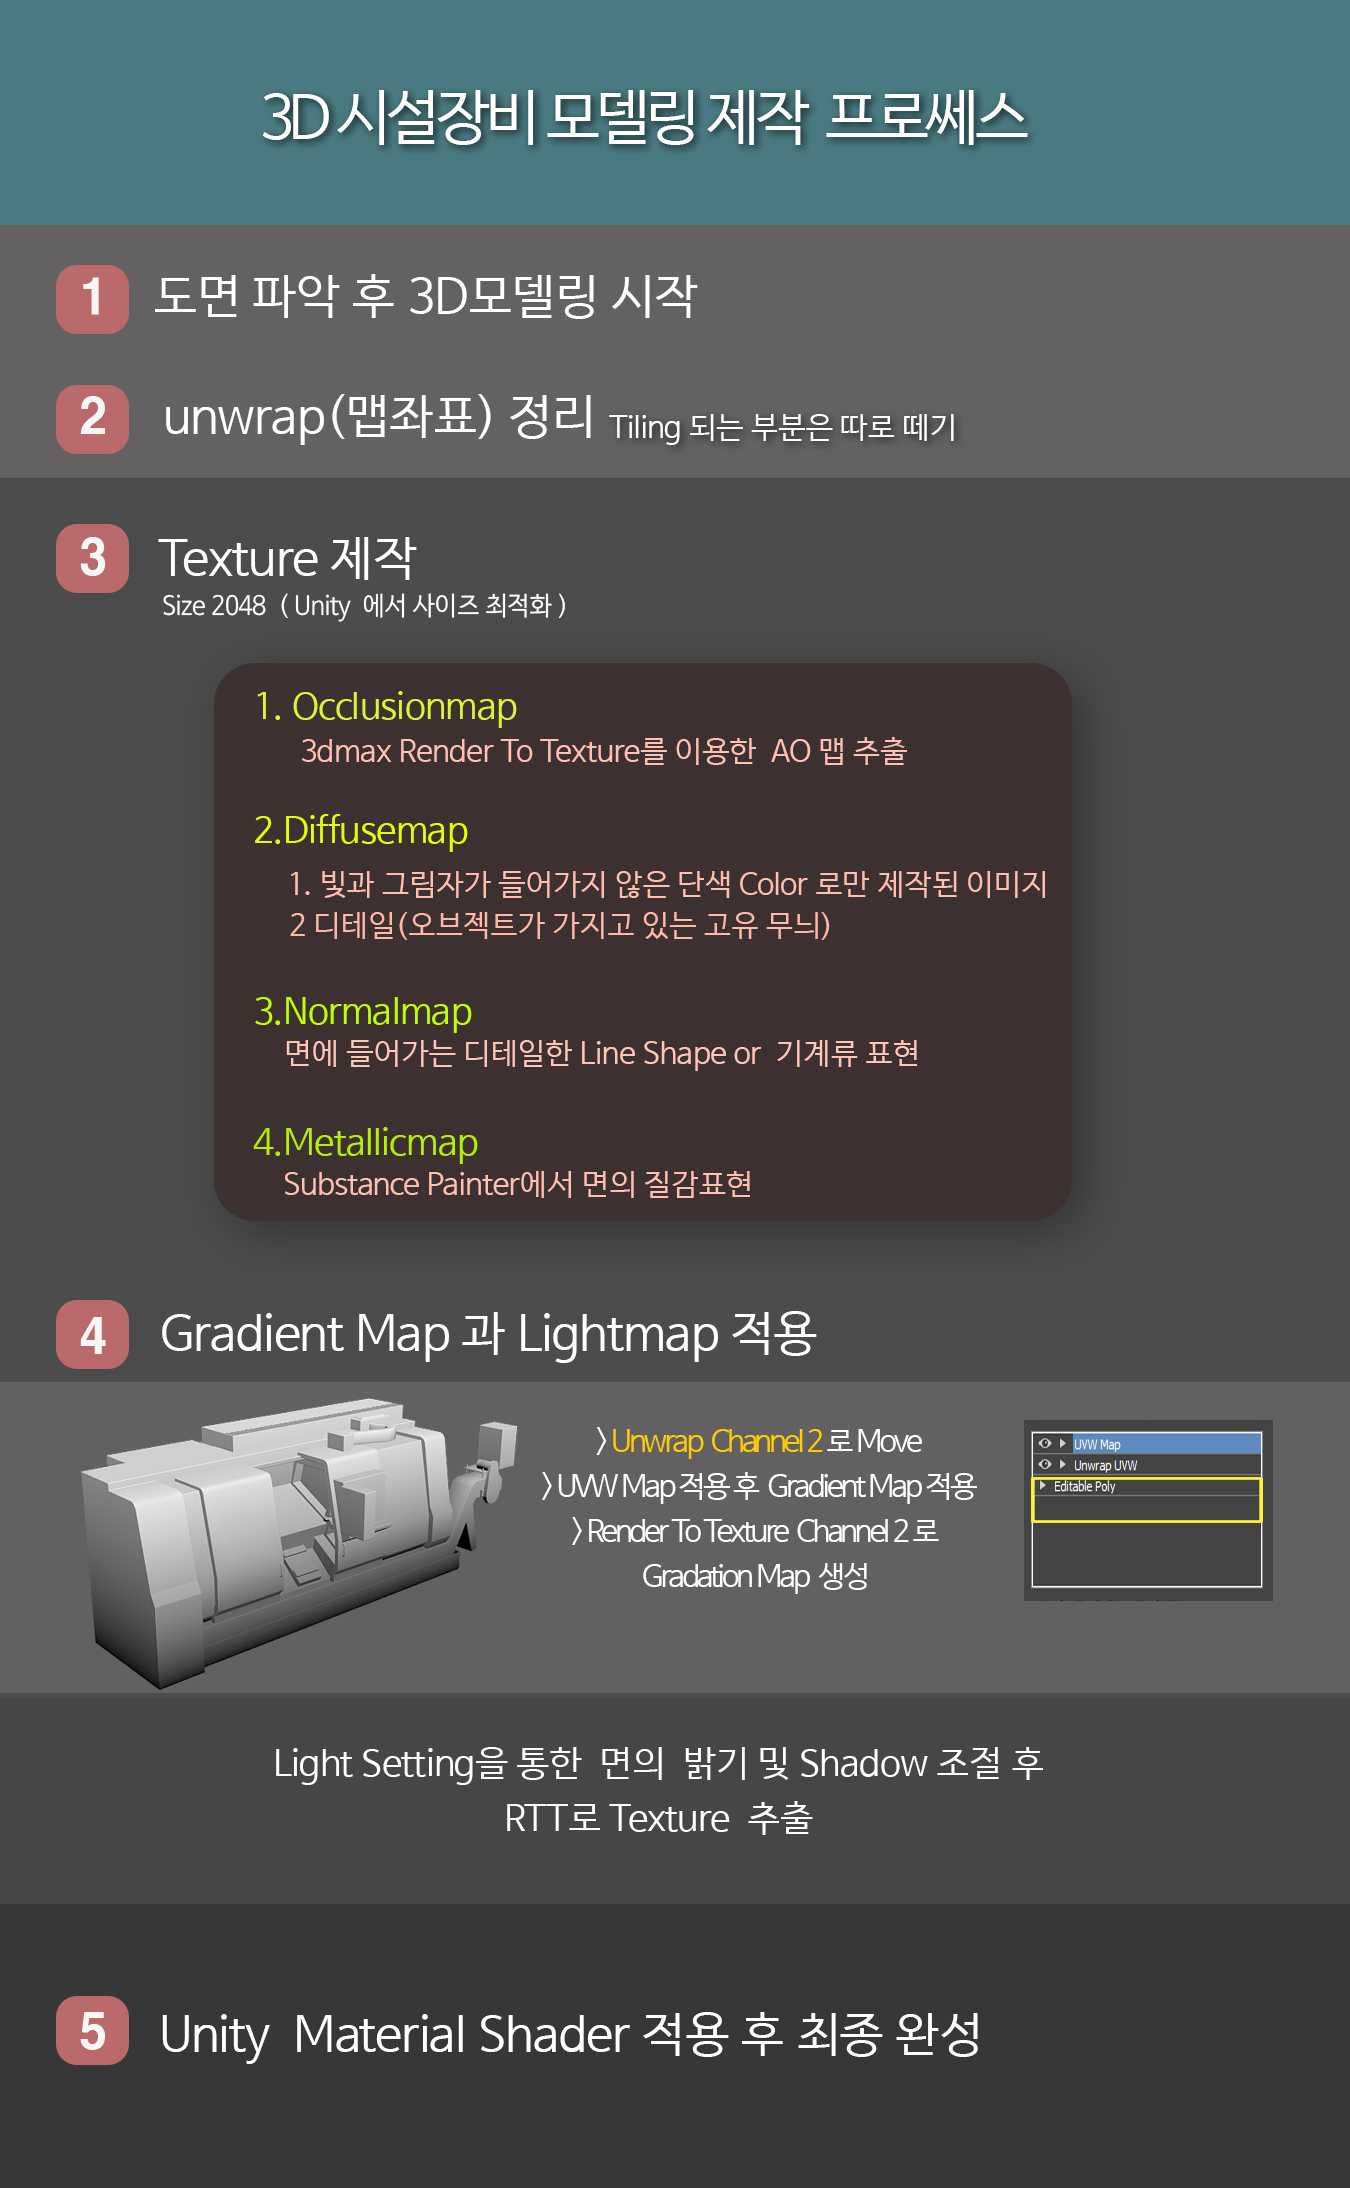 3D 시설장비 모델링 제작 프로쎄스
1 도면 파악 후 3D모델링 시작
2 unwrap(맵좌표) 정리 Tiling 되는 부분은 따로 떼기
3 Texture 제작
Size 2048 ( Unity 에서 사이즈 최적화 )
1. Occlusionmap
3dmax Render To Texture를 이용한 AO 맵 추출
2.Diffusemap
1. 빛과 그림자가 들어가지 않은 단색 Color 로만 제작된 이미지
2 디테일(오브젝트가 가지고 있는 고유 무늬)
3.Normalmap
면에 들어가는 디테일한 Line Shape or 기계류 표현
4.Metallicmap
Substance Painter에서 면의 질감표현
4 Gradient Map 과 Lightmap 적용
> Unwrap Channel 2 로 Move
> UVW Map 적용 후 Gradient Map 적용
> Render To Texture Channel 2 로
Gradation Map 생성
UVW Map
Unwrap UVW
Editable Poly
Light Setting을 통한 면의 밝기 및 Shadow 조절 후
RTT로 Texture 추출
5 Unity Material Shader 적용 후 최종 완성